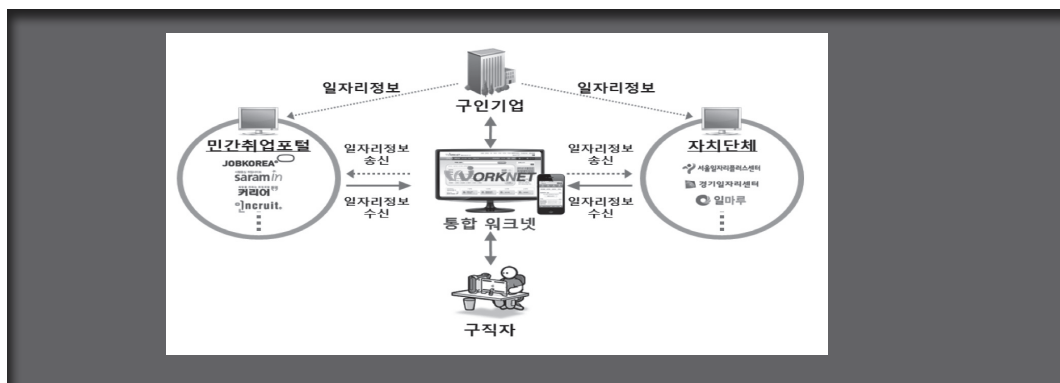 일자리정보
일자리정보
구인기업
민간취업포털
JOBKOREA
saramin
커리어
incruit.
일자리정보
송신
일자리정보
수신
WORKNET
통합 워크넷
일자리정보
송신
일자리정보
수신
자치단체
서울일자리플러스센터
경기일자리센터
일마루
구직자